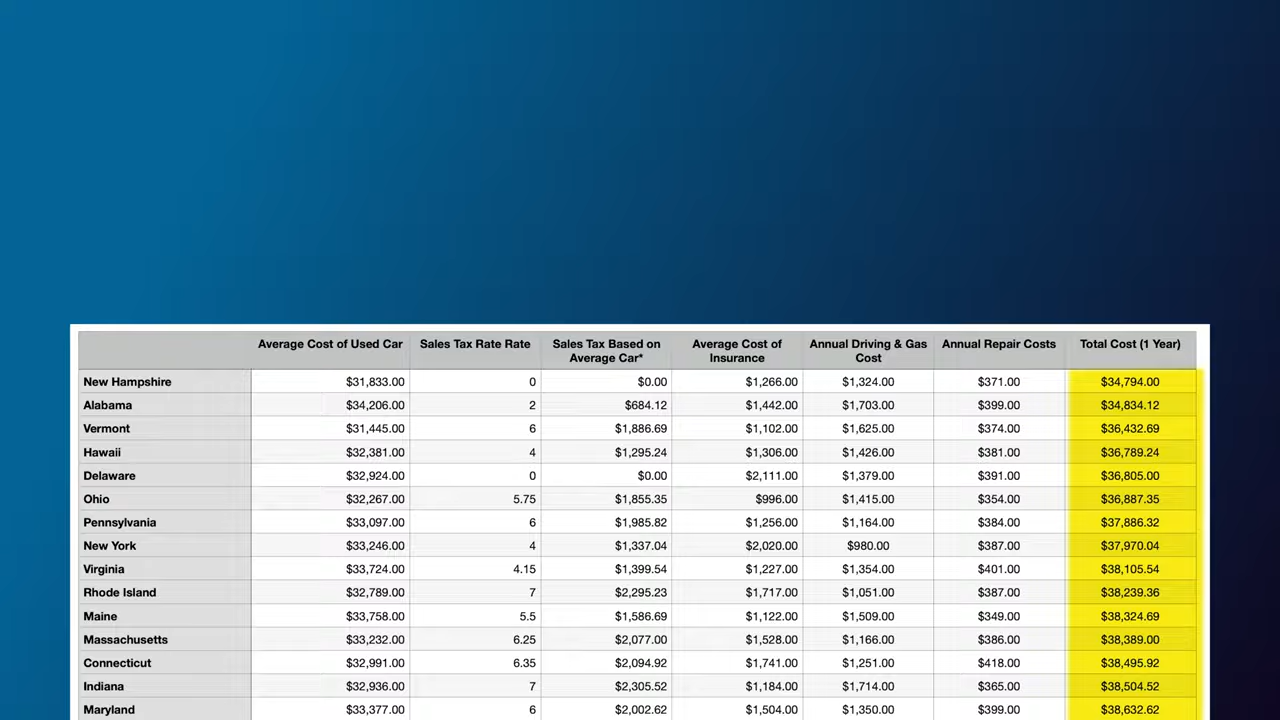 Average Cost of Used Car Sales Tax Rate Rate Sales Tax Based on Average Car* Average Cost of Insurance Annual Driving & Gas Cost Annual Repair Costs Total Cost (1 Year)
New Hampshire $31,833.00 0 $0.00 $1,266.00 $1,324.00 $371.00 $34,794.00
Alabama $34,206.00 2 $684.12 $1,442.00 $1,703.00 $399.00 $34,834.12
Vermont $31,445.00 6 $1,886.69 $1,102.00 $1,625.00 $374.00 $36,432.69
Hawaii $32,381.00 4 $1,295.24 $1,306.00 $1,426.00 $381.00 $36,789.24
Delaware $32,924.00 0 $0.00 $2,111.00 $1,379.00 $391.00 $36,805.00
Ohio $32,267.00 5.75 $1,855.35 $996.00 $1,415.00 $354.00 $36,887.35
Pennsylvania $33,097.00 6 $1,985.82 $1,256.00 $1,164.00 $384.00 $37,886.32
New York $33,246.00 4 $1,337.04 $2,020.00 $980.00 $387.00 $37,970.04
Virginia $33,724.00 4.15 $1,399.54 $1,227.00 $1,354.00 $401.00 $38,105.54
Rhode Island $32,789.00 7 $2,295.23 $1,717.00 $1,051.00 $387.00 $38,239.36
Maine $33,758.00 5.5 $1,586.69 $1,122.00 $1,509.00 $349.00 $38,324.69
Massachusetts $33,232.00 6.25 $2,077.00 $1,528.00 $1,166.00 $386.00 $38,389.00
Connecticut $32,991.00 6.35 $2,094.92 $1,741.00 $1,251.00 $418.00 $38,495.92
Indiana $32,936.00 7 $2,305.52 $1,184.00 $1,714.00 $365.00 $38,504.52
Maryland $33,377.00 6 $2,002.62 $1,504.00 $1,350.00 $399.00 $38,632.62